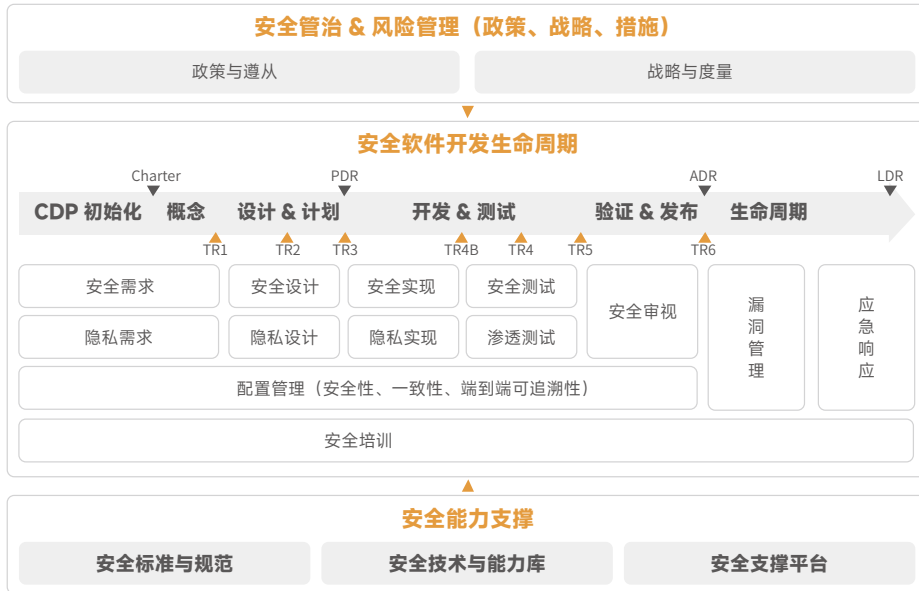 安全管治 & 风险管理（政策、战略、措施）
政策与遵从
战略与度量
安全软件开发生命周期
Charter
PDR
ADR
LDR
CDP 初始化
概念
设计 & 计划
开发 & 测试
验证 & 发布
生命周期
TR1
TR2
TR3
TR4B
TR4
TR5
TR6
安全需求
安全设计
安全实现
安全测试
安全审视
漏洞管理
应急响应
隐私需求
隐私设计
隐私实现
渗透测试
配置管理（安全性、一致性、端到端可追溯性）
安全培训
安全能力支撑
安全标准与规范
安全技术与能力库
安全支撑平台